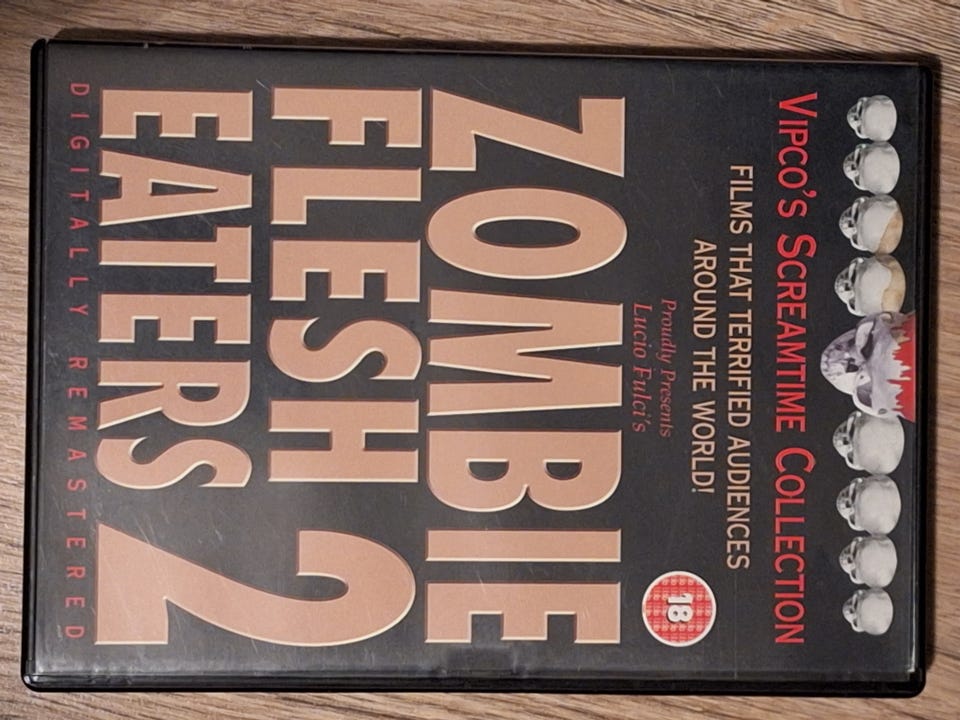 VIPCO'S SCREAMTIME COLLECTION
FILMS THAT TERRIFIED AUDIENCES
AROUND THE WORLD!
18
Proudly Presents
Lucio Fulci's
ZOMBIE
FLESH
EATERS 2
DIGITALLY REMASTERED